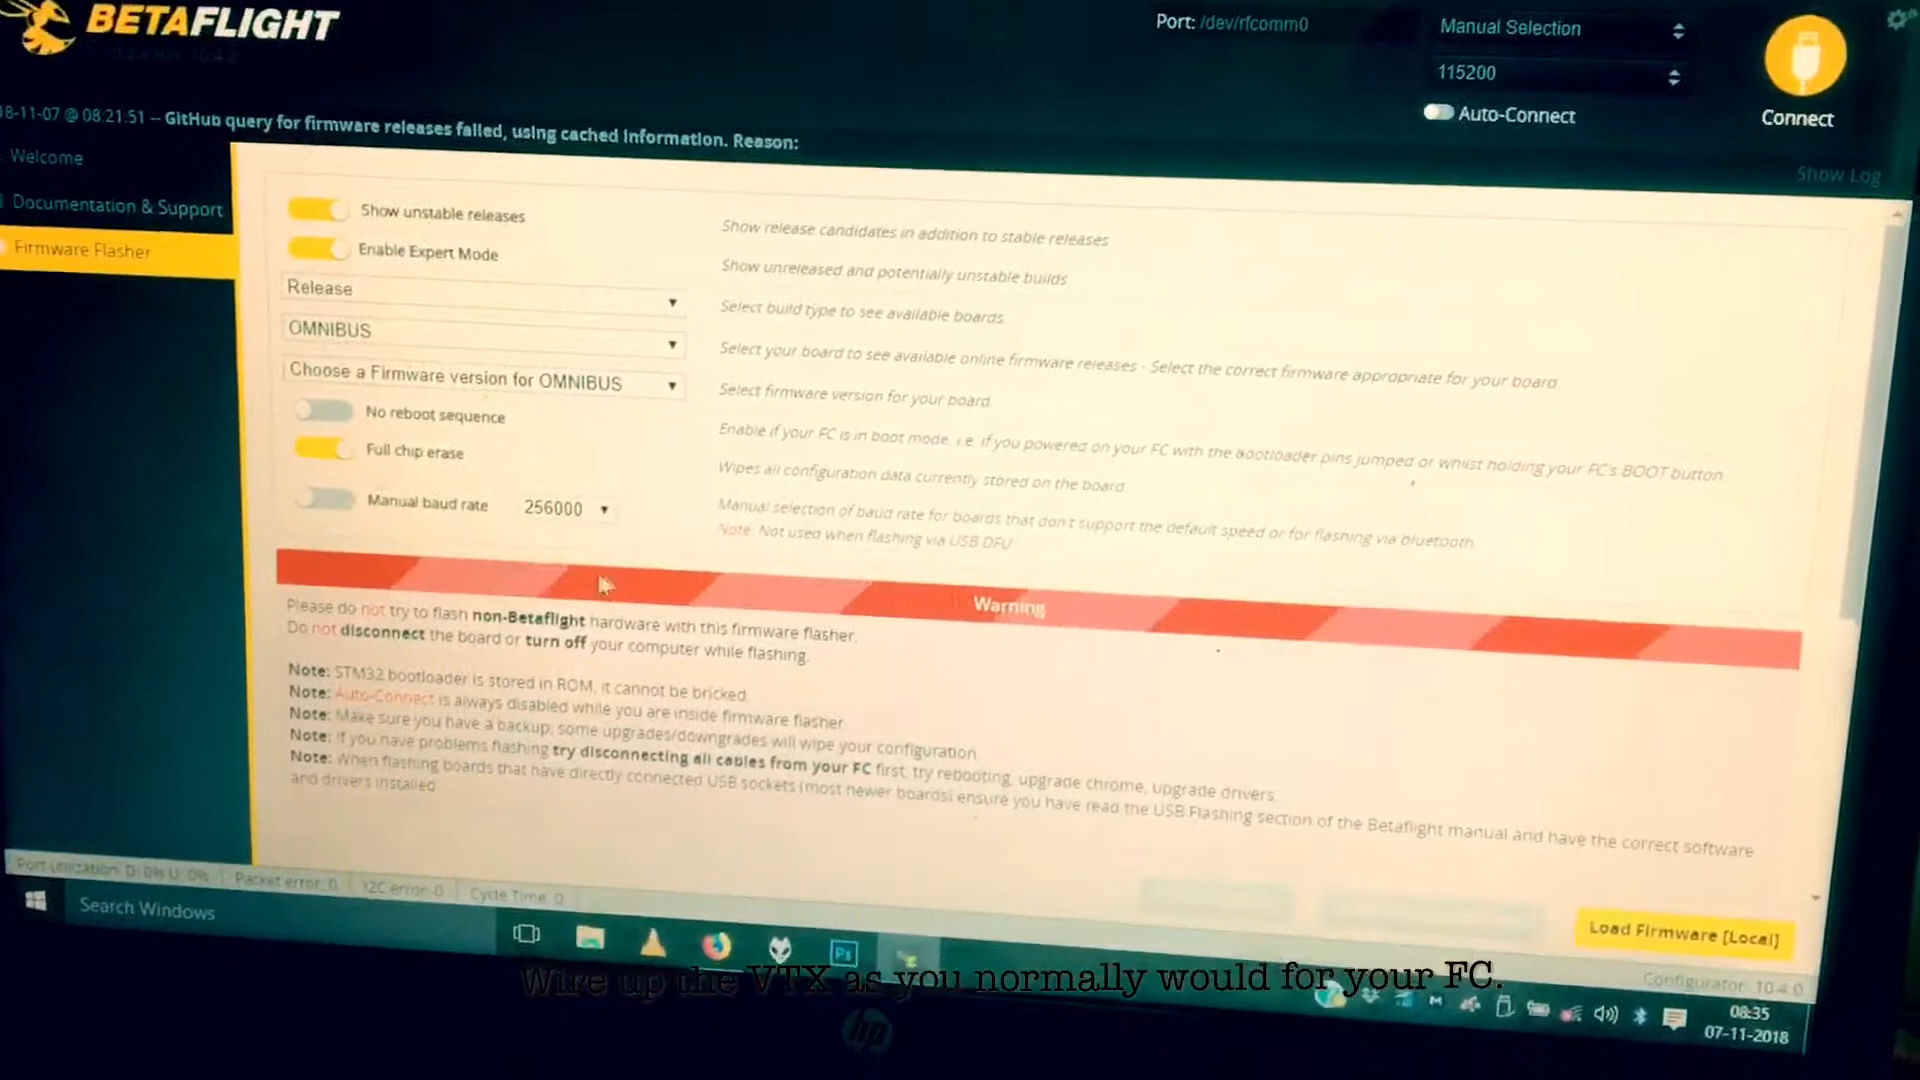 BETAFLIGHT
Port: /dev/rfcomm0
Manual Selection
115200
Auto-Connect
Connect
8-11-07 @ 08:21:51 -- GitHub query for firmware releases failed, using cached information. Reason:
Show Log
Welcome
Documentation & Support
Firmware Flasher
Show unstable releases
Show release candidates in addition to stable releases
Enable Expert Mode
Show unreleased and potentially unstable builds
Release
Select build type to see available boards.
OMNIBUS
Select your board to see available online firmware releases - Select the correct firmware appropriate for your board.
Choose a Firmware version for OMNIBUS
Select firmware version for your board.
No reboot sequence
Enable if your FC is in boot mode. i.e. if you powered on your FC with the bootloader pins jumped or whilst holding your FC's BOOT button.
Full chip erase
Wipes all configuration data currently stored on the board.
Manual baud rate
256000
Manual selection of baud rate for boards that don't support the default speed or for flashing via bluetooth.
Note: Not used when flashing via USB DFU
Warning
Please do not try to flash non-Betaflight hardware with this firmware flasher.
Do not disconnect the board or turn off your computer while flashing.
Note: STM32 bootloader is stored in ROM, it cannot be bricked.
Note: Auto-Connect is always disabled while you are inside firmware flasher.
Note: Make sure you have a backup; some upgrades/downgrades will wipe your configuration.
Note: If you have problems flashing try disconnecting all cables from your FC first, try rebooting, upgrade chrome, upgrade drivers.
Note: When flashing boards that have directly connected USB sockets (most newer boards) ensure you have read the USB Flashing section of the Betaflight manual and have the correct software
and drivers installed
Load Firmware [Local]
Port utilization: D: 0% U: 0%
Packet error: 0
I2C error: 0
Cycle Time: 0
Configurator: 10.4.0
Search Windows
Ps
Wire up the VTX as you normally would for your FC.
08:35
07-11-2018
hp